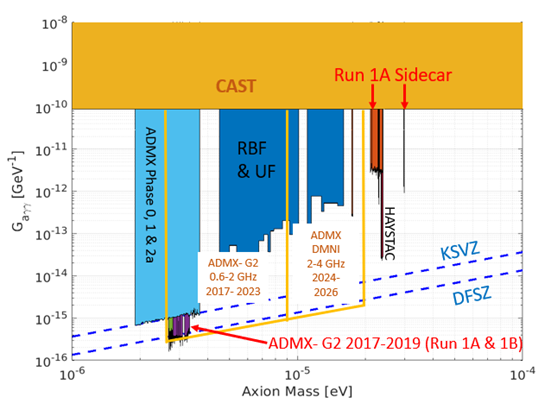 10^-8
10^-9
10^-10
10^-11
10^-12
10^-13
10^-14
10^-15
10^-16
G_aγγ [GeV^-1]
CAST
Run 1A Sidecar
ADMX Phase 0, 1 & 2a
RBF
& UF
HAYSTAC
ADMX- G2
0.6-2 GHz
2017- 2023
ADMX
DMNI
2-4 GHz
2024-
2026
KSVZ
DFSZ
ADMX- G2 2017-2019 (Run 1A & 1B)
10^-6
10^-5
10^-4
Axion Mass [eV]